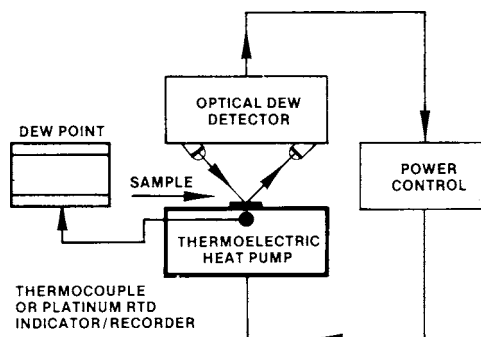 OPTICAL DEW
DETECTOR
DEW POINT
SAMPLE
POWER
CONTROL
THERMOELECTRIC
HEAT PUMP
THERMOCOUPLE
OR PLATINUM RTD
INDICATOR/RECORDER